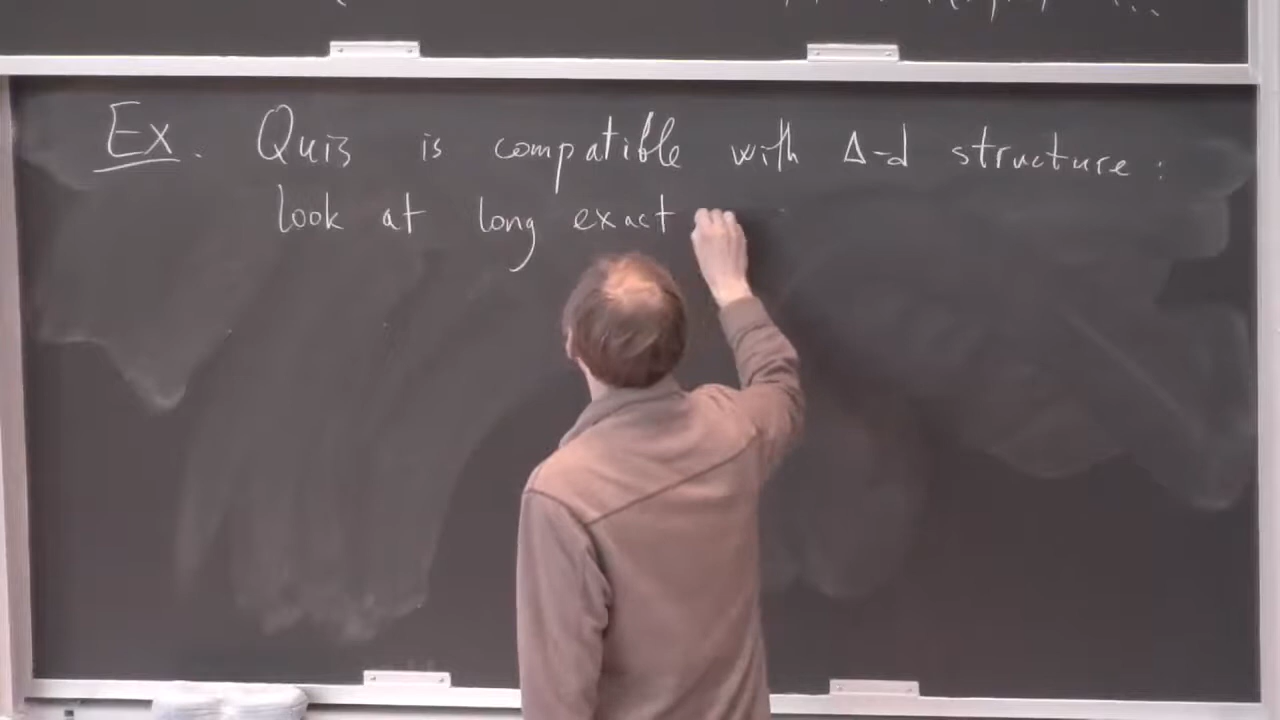 Ex. Quis is compatible with Δ-d structure:
look at long exact